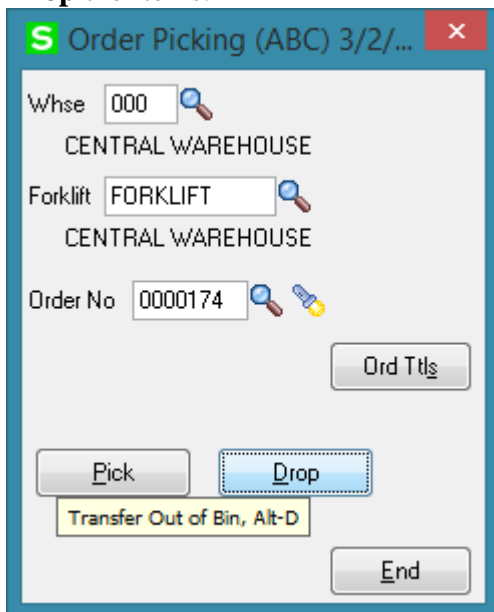 S Order Picking (ABC) 3/2/...
Whse 000
CENTRAL WAREHOUSE
Forklift FORKLIFT
CENTRAL WAREHOUSE
Order No 0000174
Ord Ttls
Pick Drop
Transfer Out of Bin, Alt-D
End